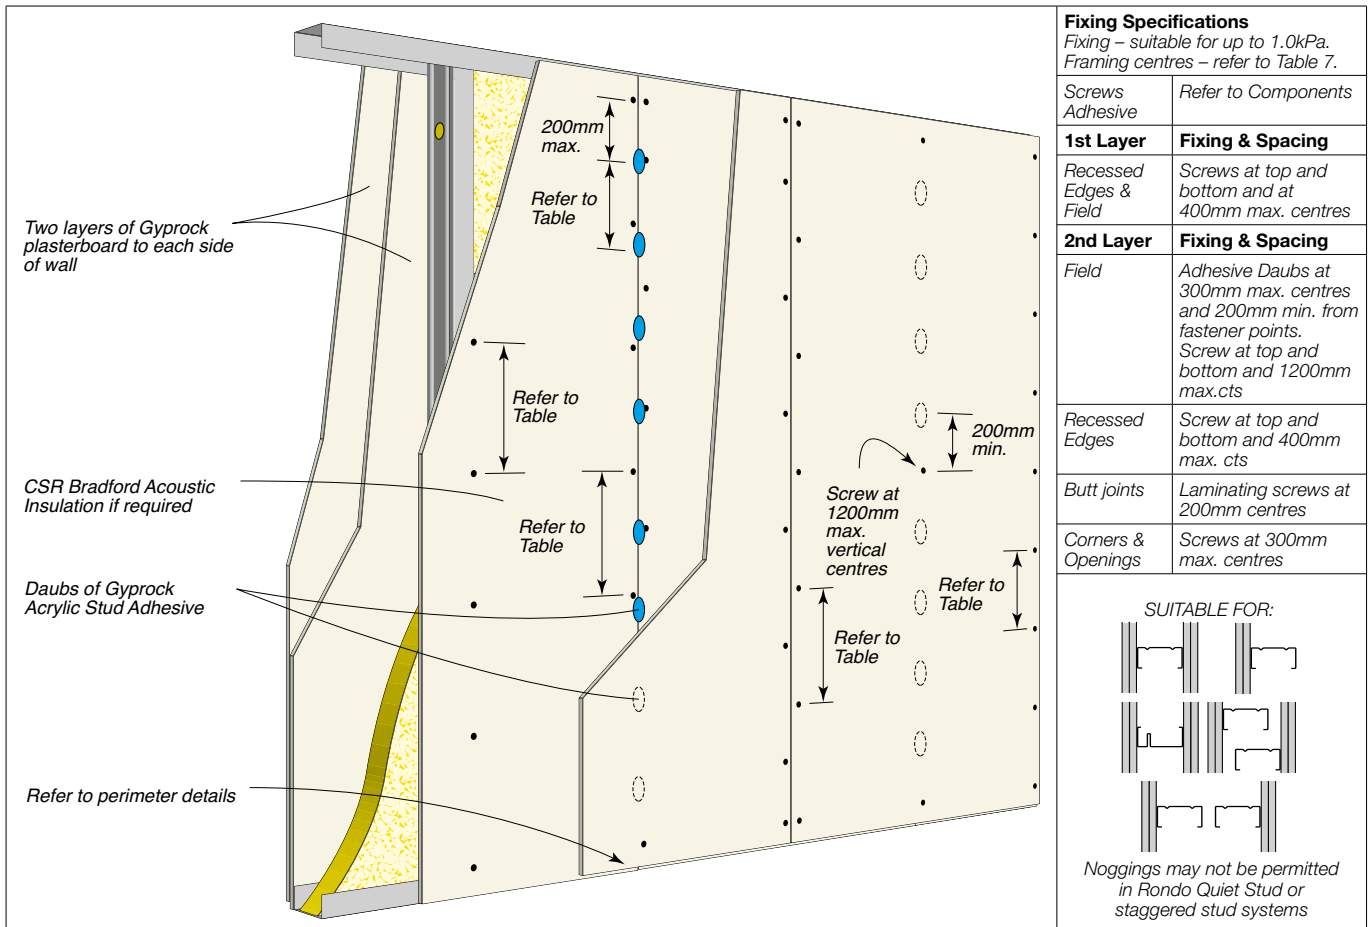 200mm
max.
Refer to
Table
Two layers of Gyprock
plasterboard to each side
of wall
Refer to
Table
200mm
min.
CSR Bradford Acoustic
Insulation if required
Refer to
Table
Screw at
1200mm
max.
vertical
centres
Daubs of Gyprock
Acrylic Stud Adhesive
Refer to
Table
Refer to
Table
Refer to perimeter details
Fixing Specifications
Fixing – suitable for up to 1.0kPa.
Framing centres – refer to Table 7.
Screws
Adhesive
Refer to Components
1st Layer
Fixing & Spacing
Recessed
Edges &
Field
Screws at top and
bottom and at
400mm max. centres
2nd Layer
Fixing & Spacing
Field
Adhesive Daubs at
300mm max. centres
and 200mm min. from
fastener points.
Screw at top and
bottom and 1200mm
max.cts
Recessed
Edges
Screw at top and
bottom and 400mm
max. cts
Butt joints
Laminating screws at
200mm centres
Corners &
Openings
Screws at 300mm
max. centres
SUITABLE FOR:
Noggings may not be permitted
in Rondo Quiet Stud or
staggered stud systems